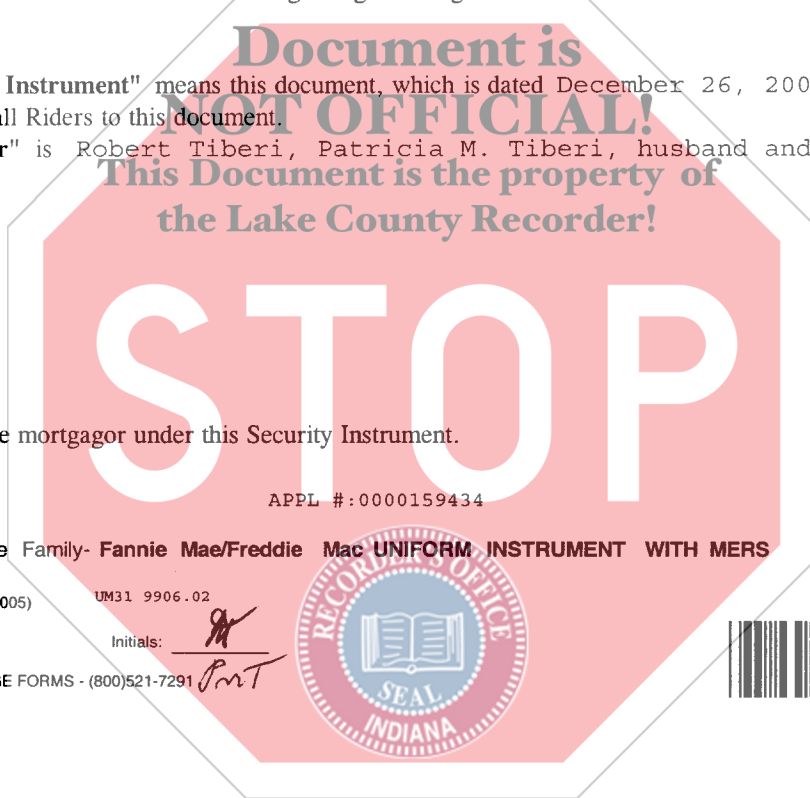 Document is
Instrument" means this document, which is dated December 26, 200
all Riders to this document.
NOT OFFICIAL!
r" is Robert Tiberi, Patricia M. Tiberi, husband and
This Document is the property of
the Lake County Recorder!
STOP
e mortgagor under this Security Instrument.
APPL #:0000159434
e Family- Fannie Mae/Freddie Mac UNIFORM INSTRUMENT WITH MERS
005)
UM31 9906.02
Initials:
PMT
GE FORMS - (800)521-7291
RECORDER'S OFFICE
SEAL
INDIANA